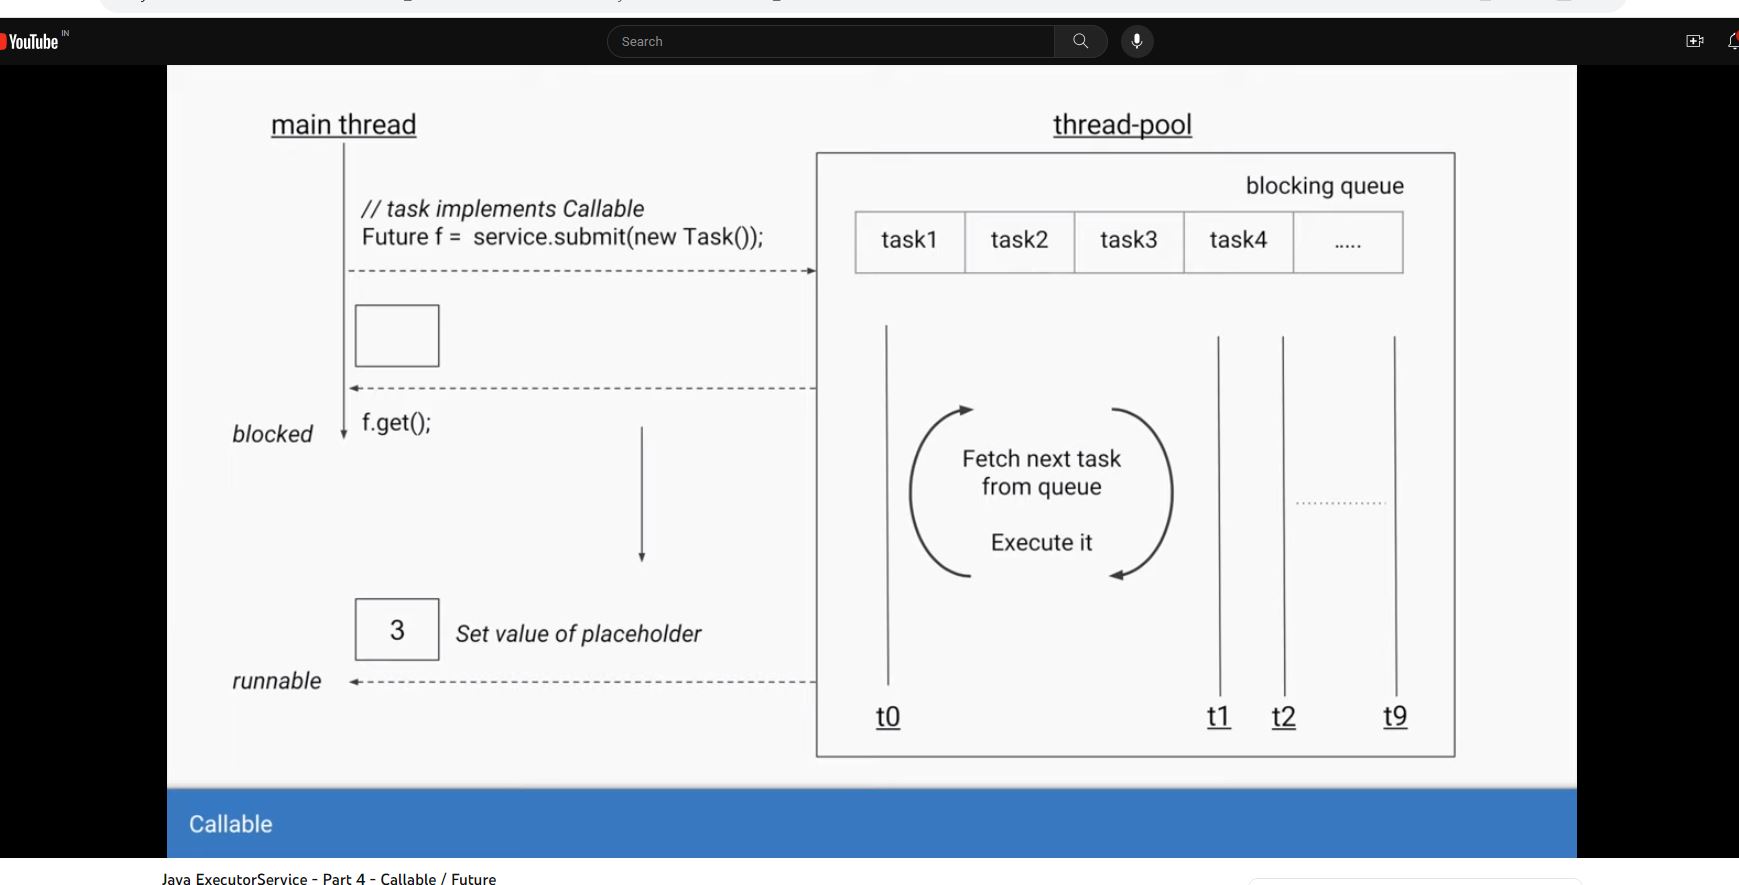 YouTube IN
Search
main thread
thread-pool
blocking queue
// task implements Callable
Future f = service.submit(new Task());
task1
task2
task3
task4
.....
f.get();
blocked
Fetch next task
from queue
Execute it
3
Set value of placeholder
runnable
t0
t1
t2
t9
Callable
Java ExecutorService - Part 4 - Callable / Future